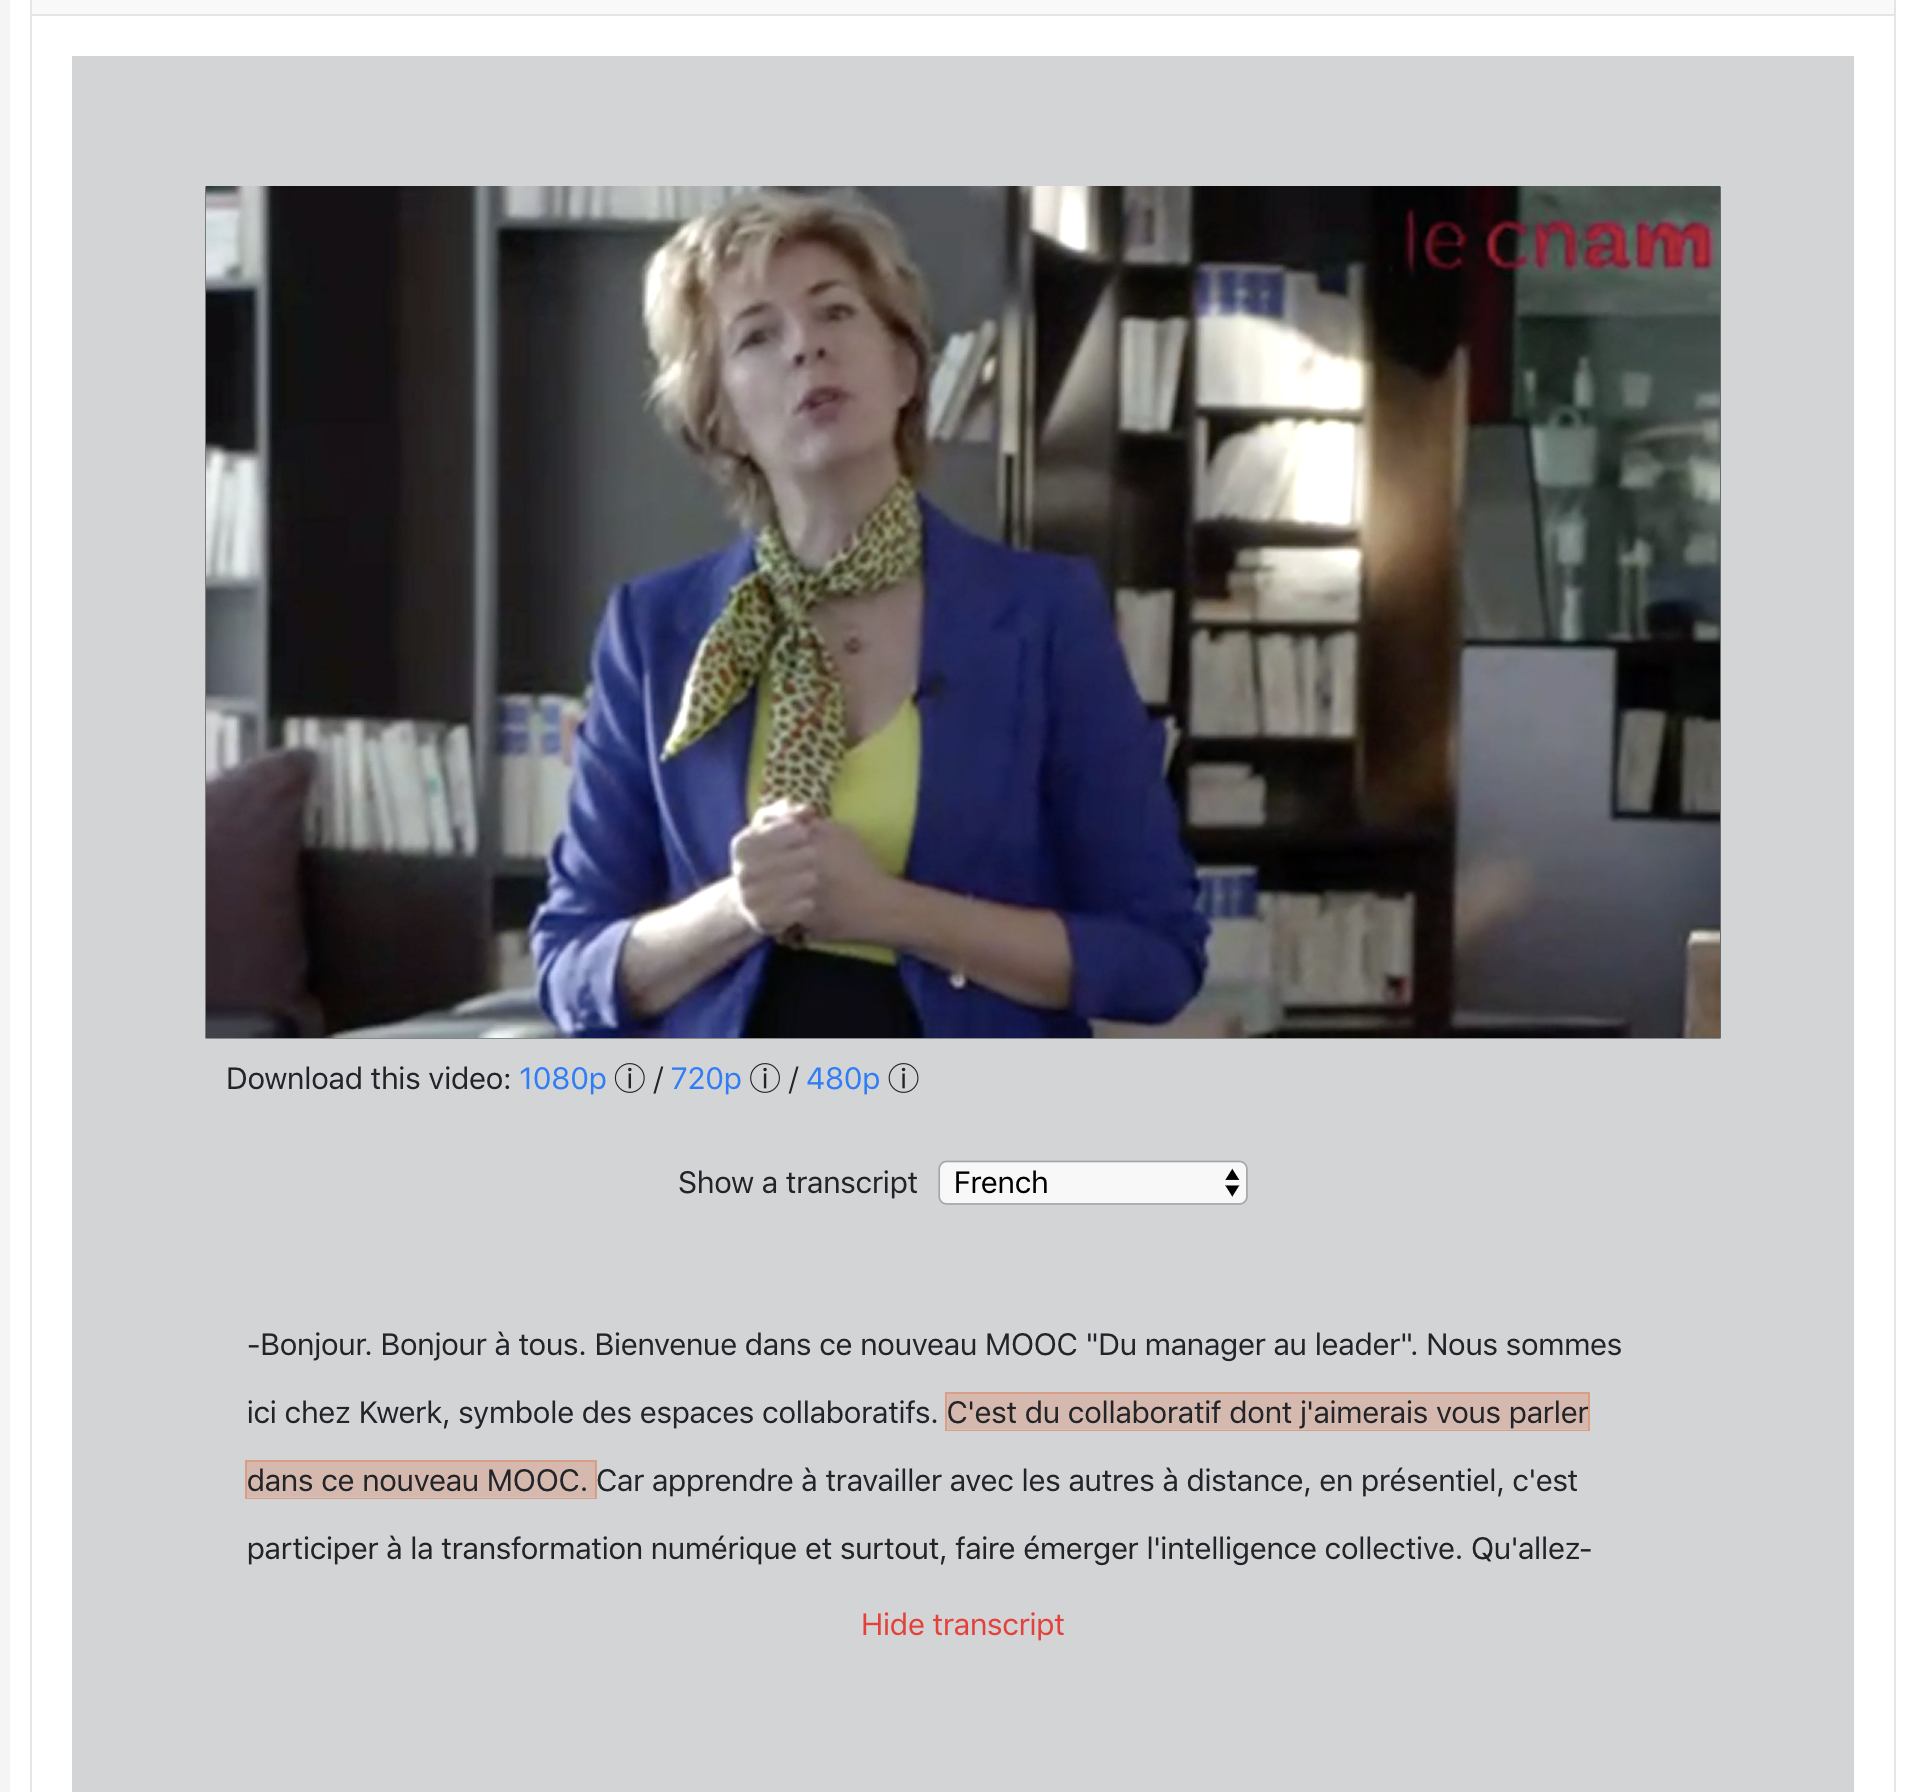 le cnam
Download this video: 1080p ⓘ / 720p ⓘ / 480p ⓘ
Show a transcript French
-Bonjour. Bonjour à tous. Bienvenue dans ce nouveau MOOC "Du manager au leader". Nous sommes
ici chez Kwerk, symbole des espaces collaboratifs. C'est du collaboratif dont j'aimerais vous parler
dans ce nouveau MOOC. Car apprendre à travailler avec les autres à distance, en présentiel, c'est
participer à la transformation numérique et surtout, faire émerger l'intelligence collective. Qu'allez-
Hide transcript